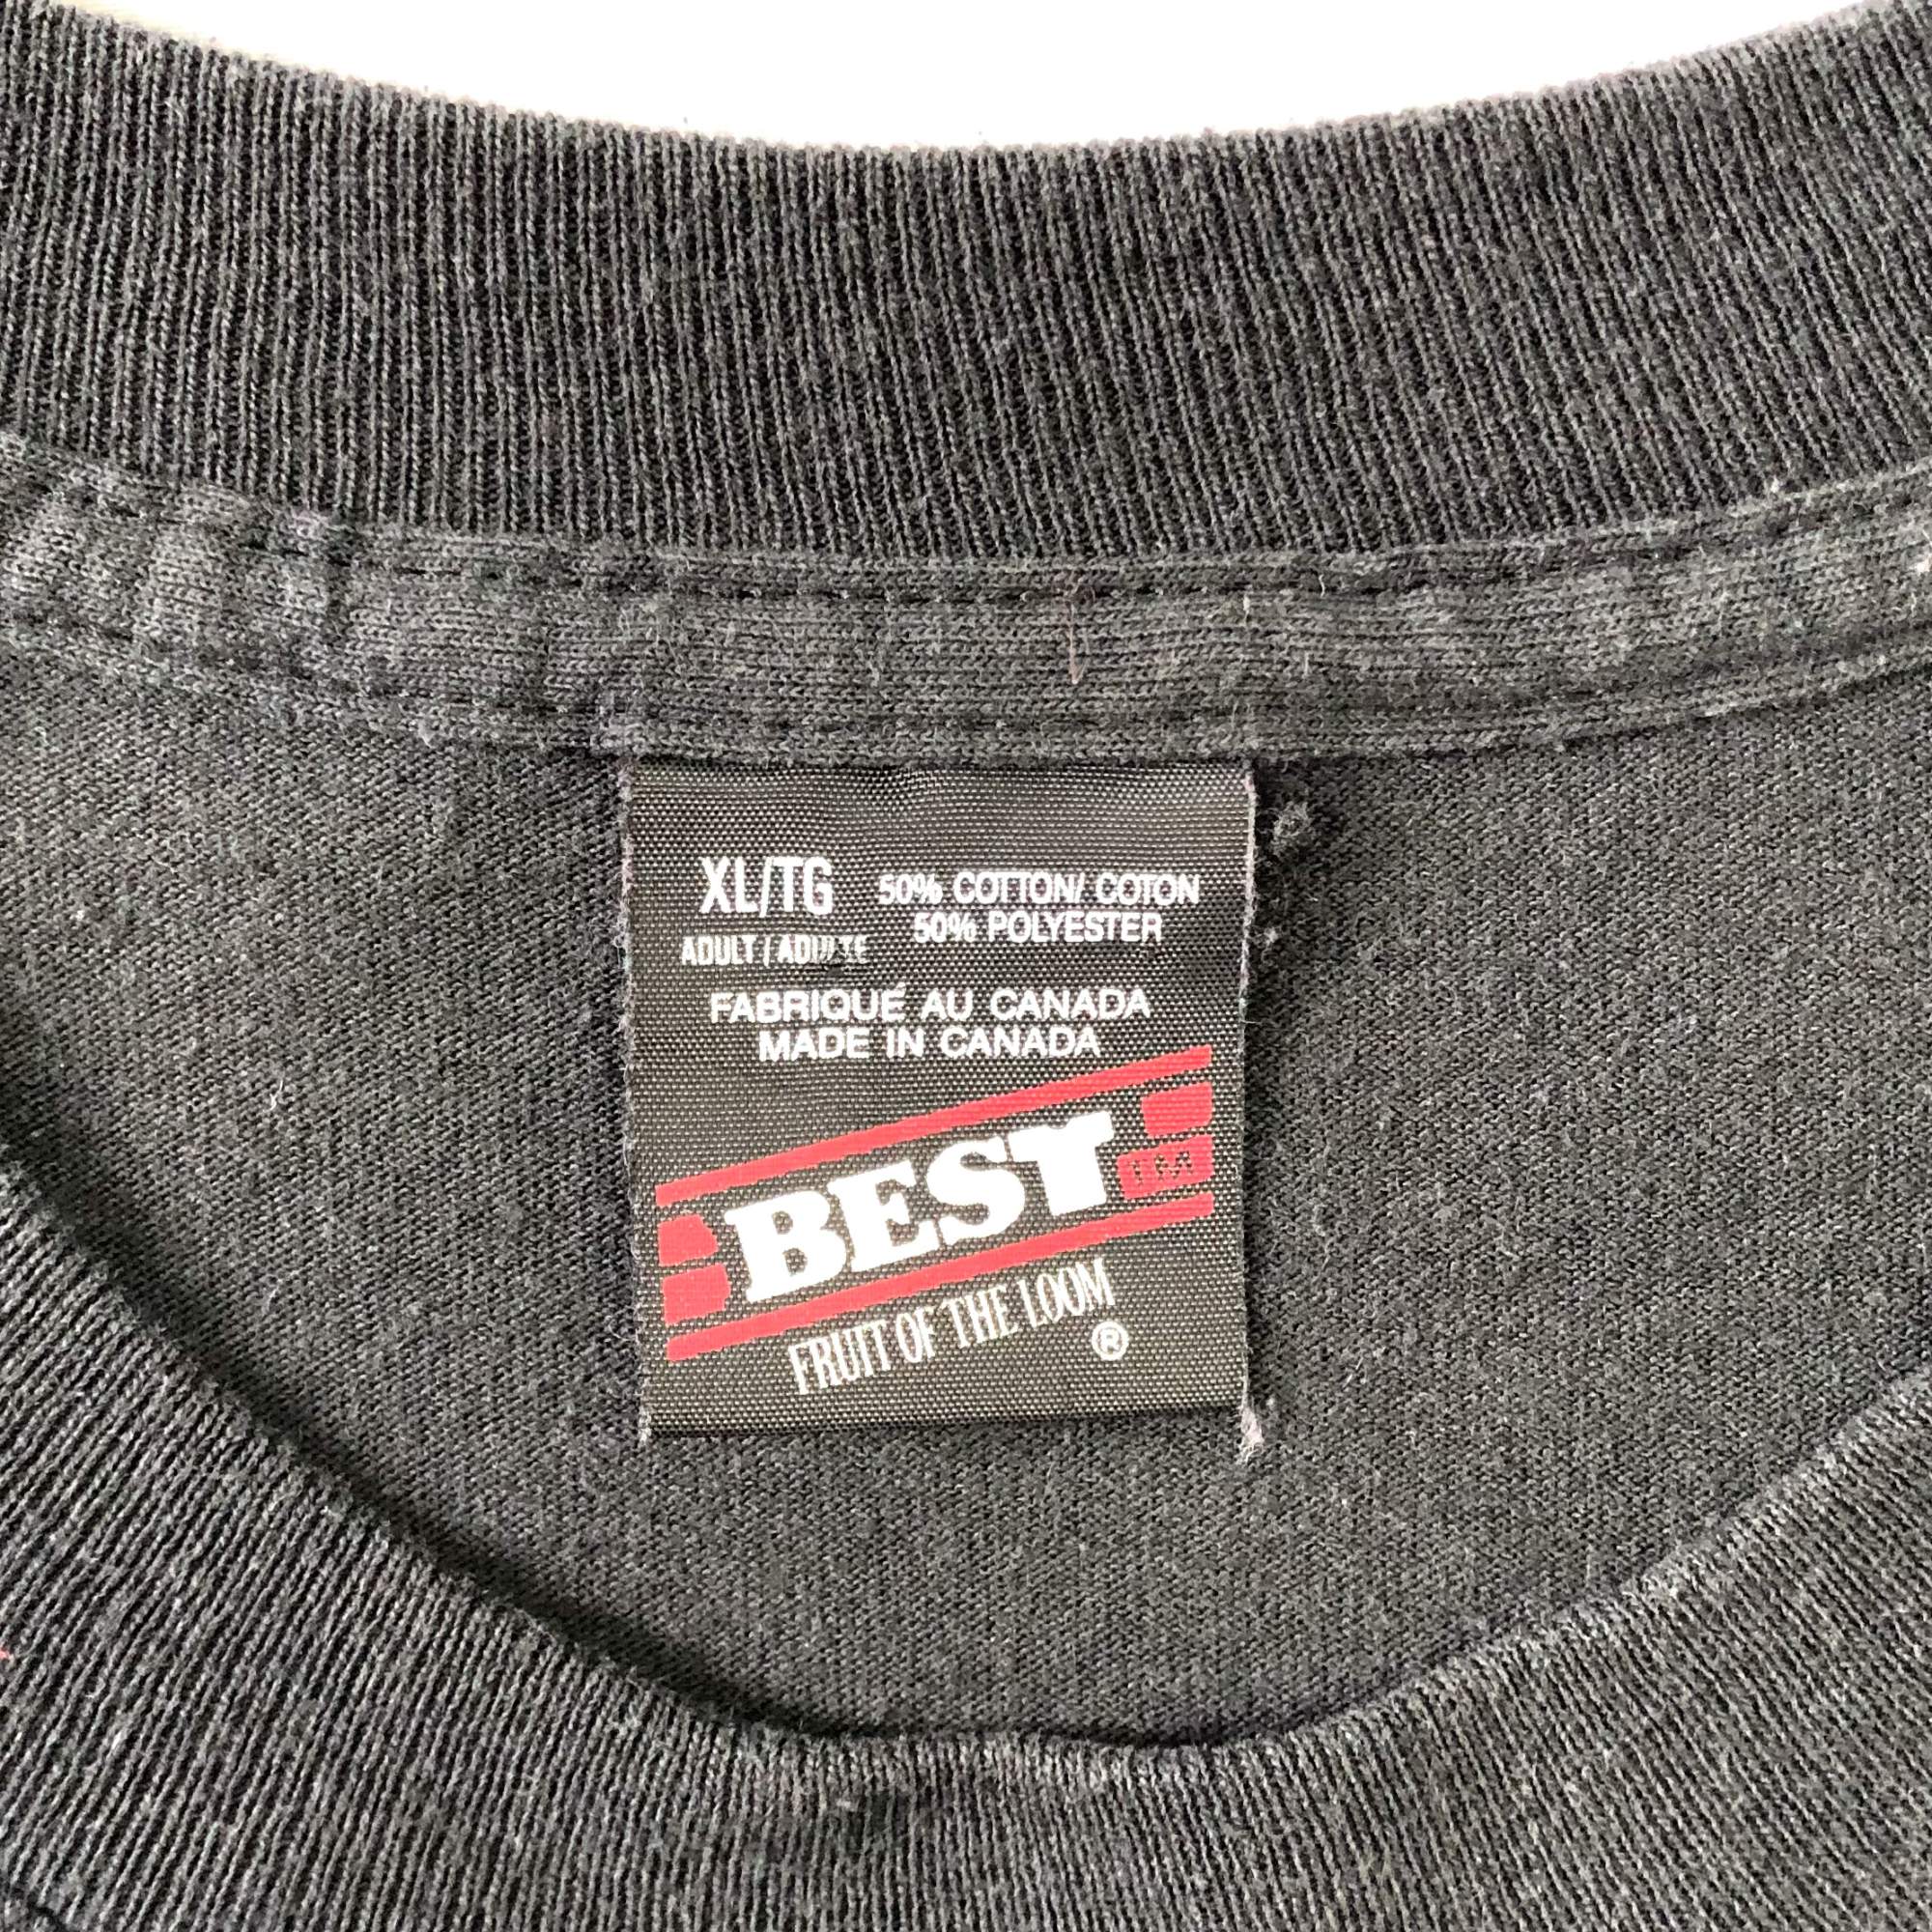 XL/TG
ADULT / ADULTE
50% COTTON/ COTON
50% POLYESTER
FABRIQUÉ AU CANADA
MADE IN CANADA
BEST TM
FRUIT OF THE LOOM
®